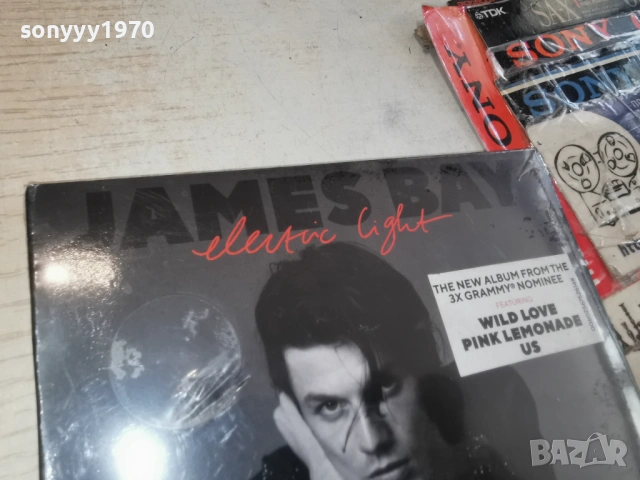 sonyyy1970
TDK
SA-X
SONY
SONY
JAMES BAY
electric light
THE NEW ALBUM FROM THE
3X GRAMMY® NOMINEE
FEATURING
WILD LOVE
PINK LEMONADE
US
BAZAR